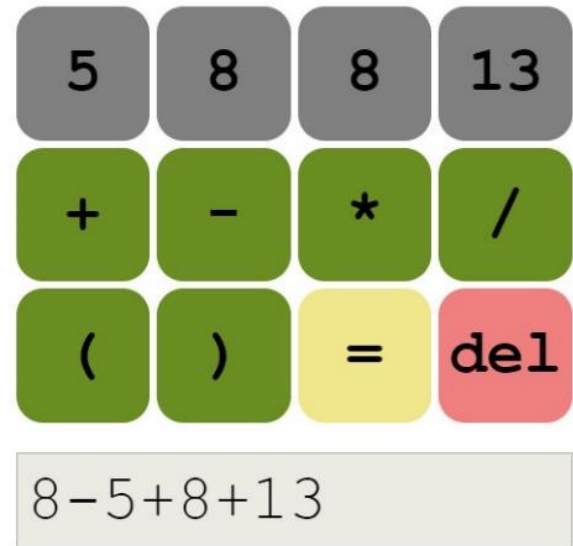 5 8 8 13
+ - * /
( ) = del
8-5+8+13